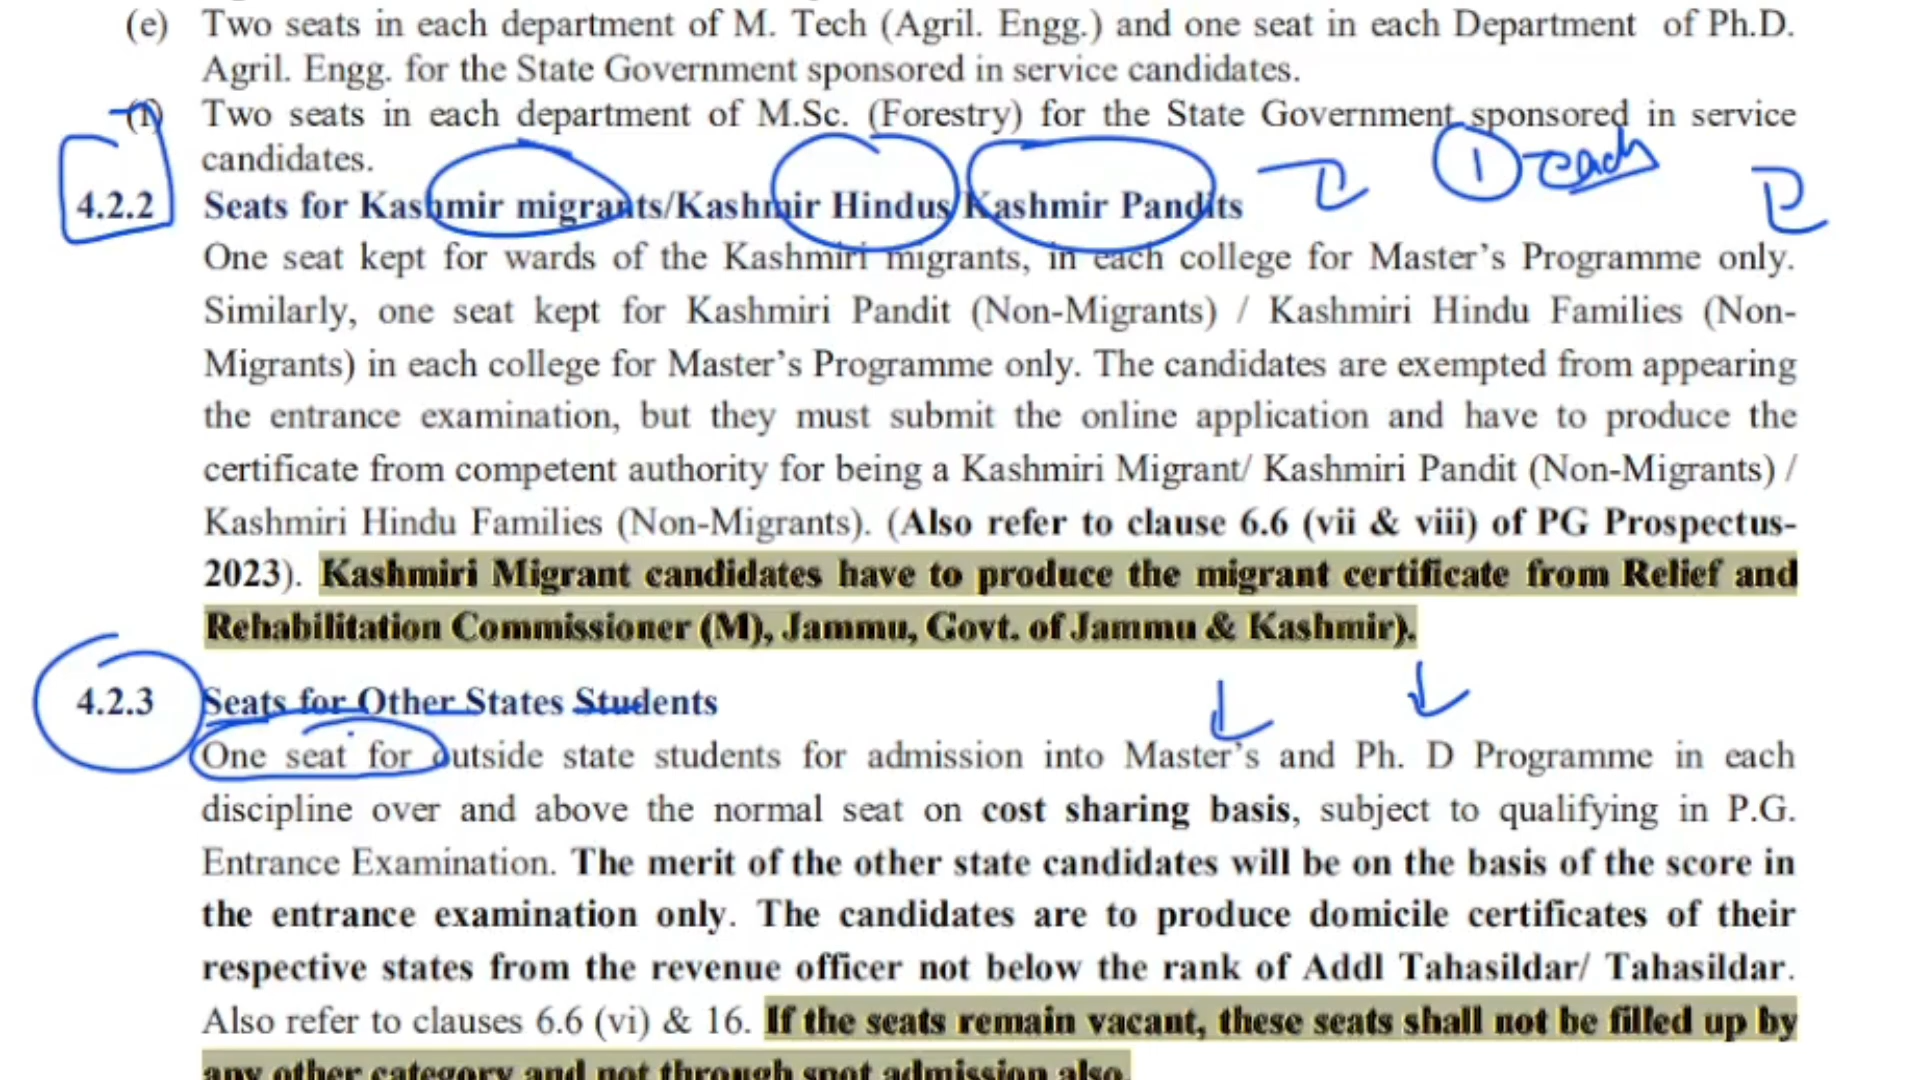 (e) Two seats in each department of M. Tech (Agril. Engg.) and one seat in each Department of Ph.D.
Agril. Engg. for the State Government sponsored in service candidates.
(f) Two seats in each department of M.Sc. (Forestry) for the State Government sponsored in service
candidates.
1 each
4.2.2 Seats for Kashmir migrants/Kashmir Hindus/Kashmir Pandits
One seat kept for wards of the Kashmiri migrants, in each college for Master’s Programme only.
Similarly, one seat kept for Kashmiri Pandit (Non-Migrants) / Kashmiri Hindu Families (Non-
Migrants) in each college for Master’s Programme only. The candidates are exempted from appearing
the entrance examination, but they must submit the online application and have to produce the
certificate from competent authority for being a Kashmiri Migrant/ Kashmiri Pandit (Non-Migrants) /
Kashmiri Hindu Families (Non-Migrants). (Also refer to clause 6.6 (vii & viii) of PG Prospectus-
2023). Kashmiri Migrant candidates have to produce the migrant certificate from Relief and
Rehabilitation Commissioner (M), Jammu, Govt. of Jammu & Kashmir).
4.2.3 Seats for Other States Students
One seat for outside state students for admission into Master’s and Ph. D Programme in each
discipline over and above the normal seat on cost sharing basis, subject to qualifying in P.G.
Entrance Examination. The merit of the other state candidates will be on the basis of the score in
the entrance examination only. The candidates are to produce domicile certificates of their
respective states from the revenue officer not below the rank of Addl Tahasildar/ Tahasildar.
Also refer to clauses 6.6 (vi) & 16. If the seats remain vacant, these seats shall not be filled up by
any other category and not through spot admission also.